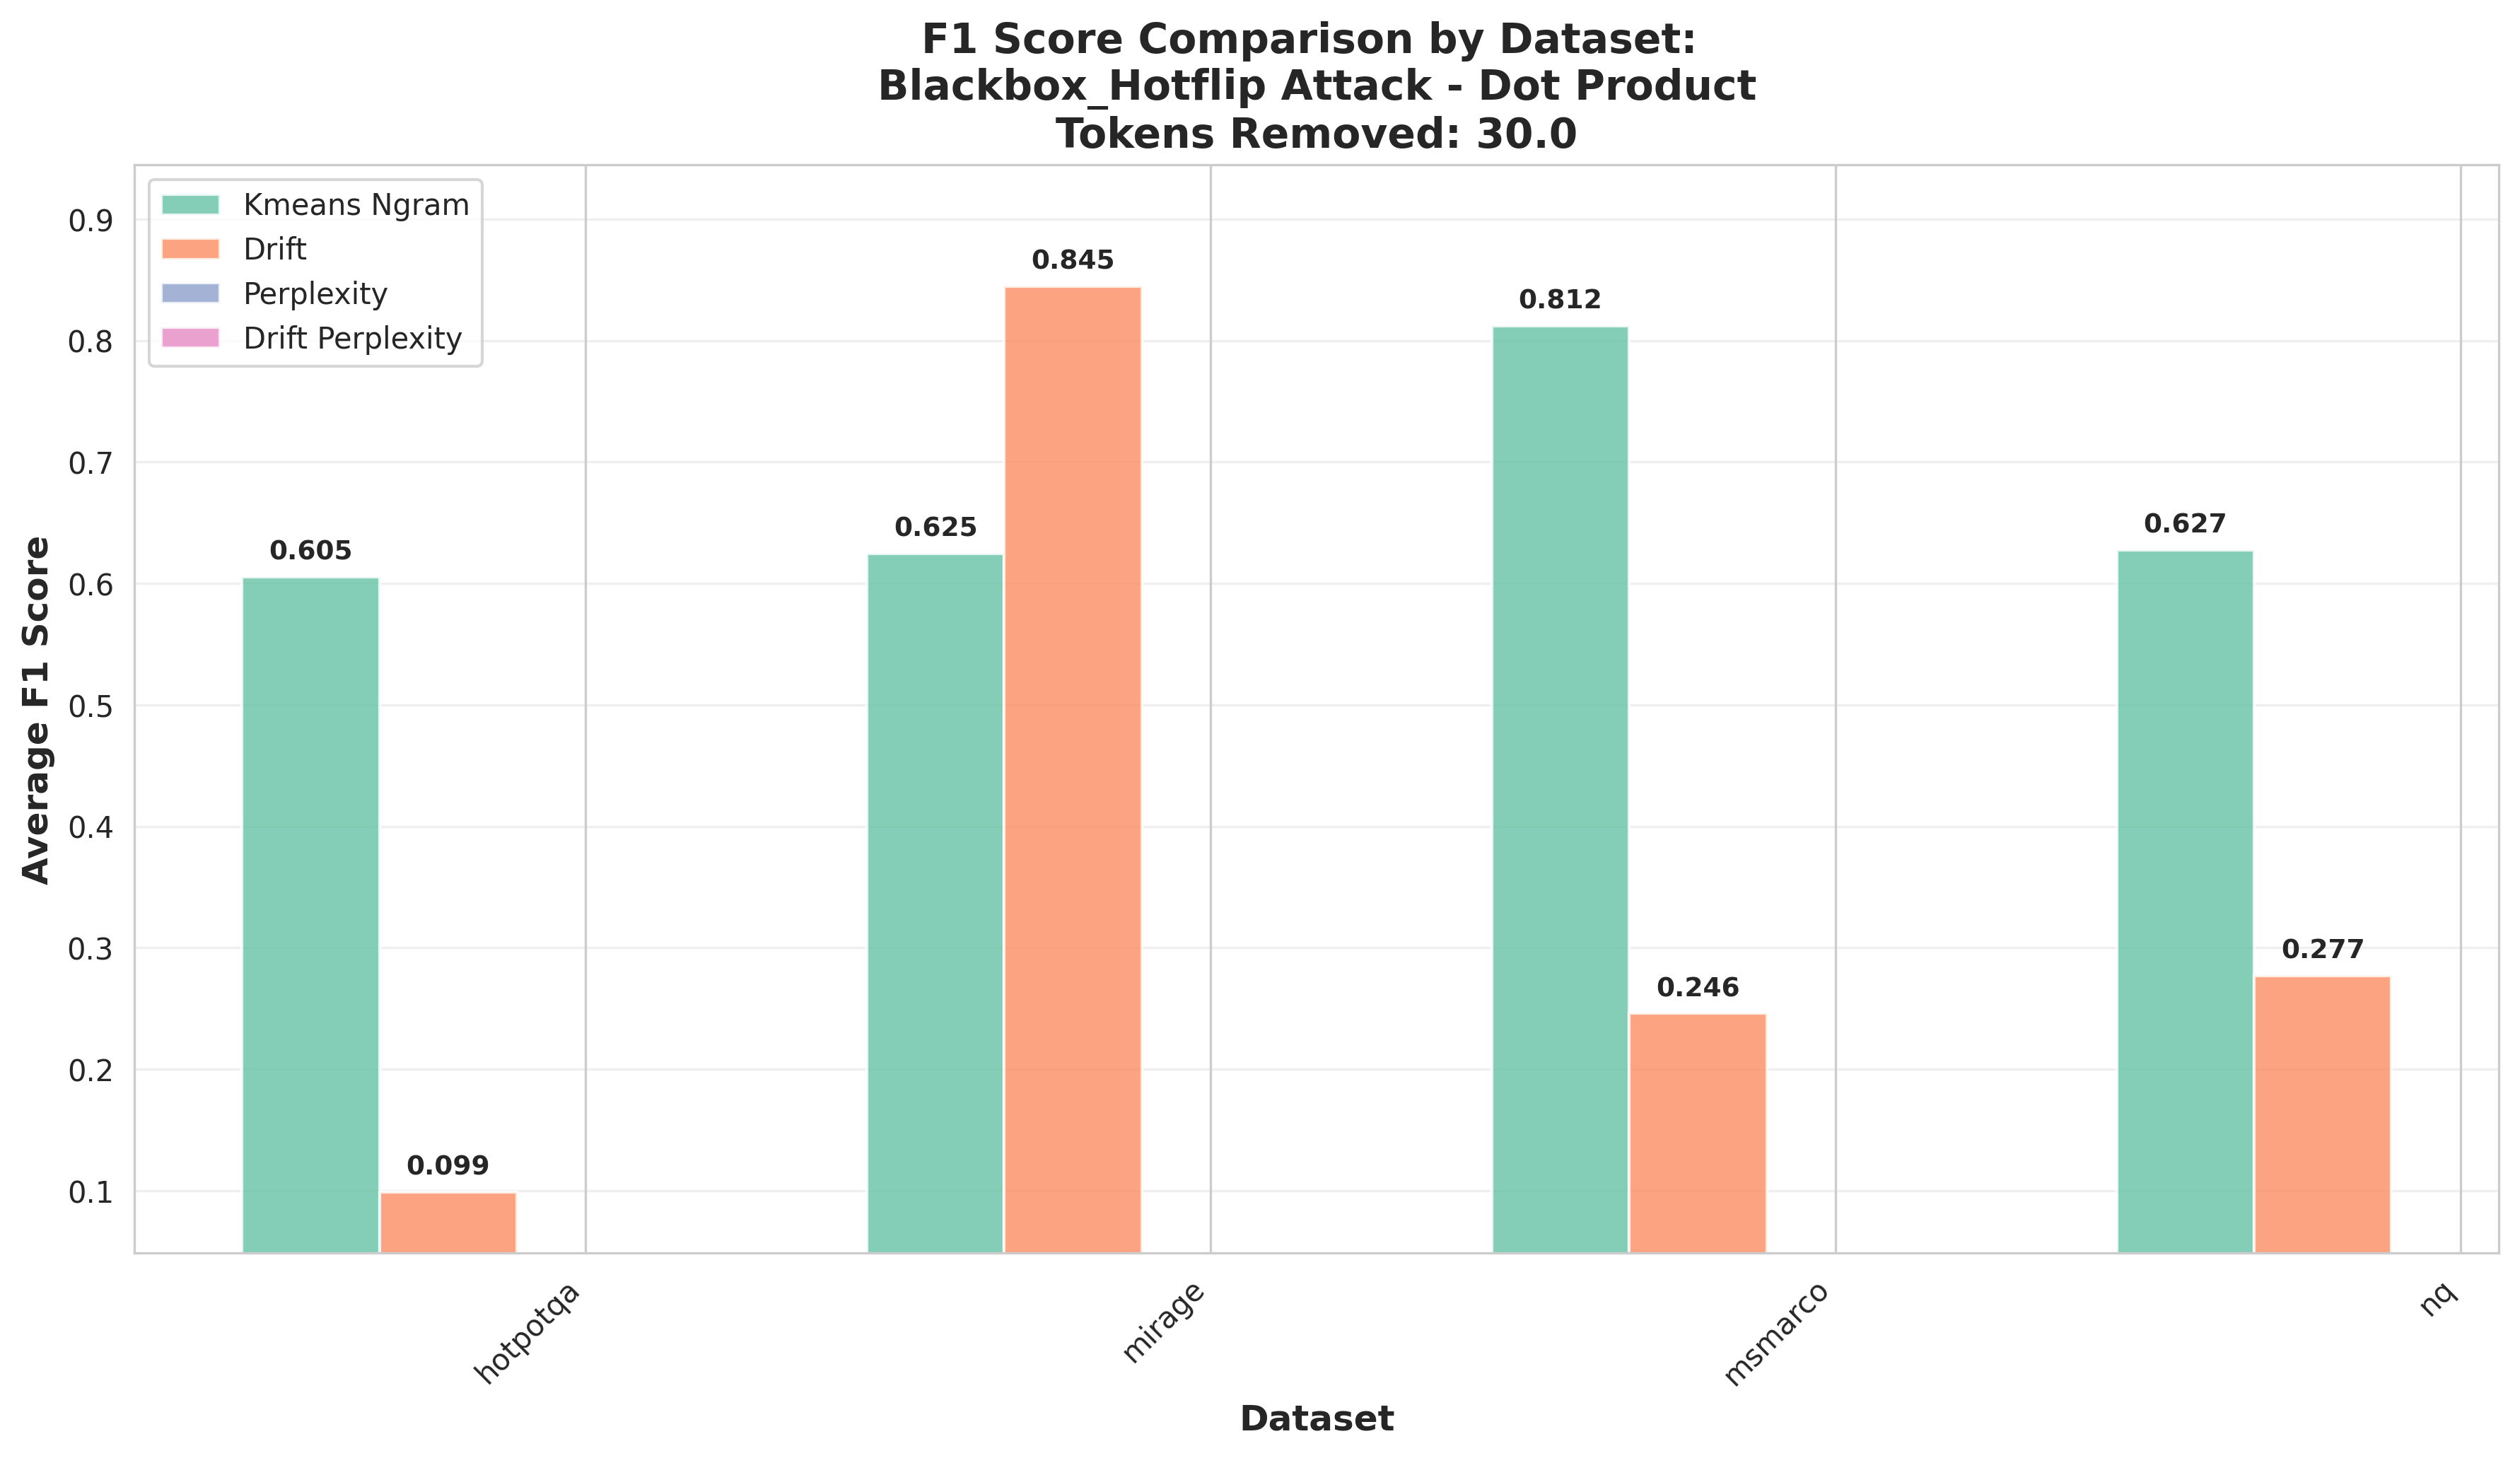 F1 Score Comparison by Dataset:
Blackbox_Hotflip Attack - Dot Product
Tokens Removed: 30.0
Kmeans Ngram
Drift
Perplexity
Drift Perplexity
Average F1 Score
0.9
0.8
0.7
0.6
0.5
0.4
0.3
0.2
0.1
0.605
0.099
0.625
0.845
0.812
0.246
0.627
0.277
hotpotqa
mirage
msmarco
nq
Dataset